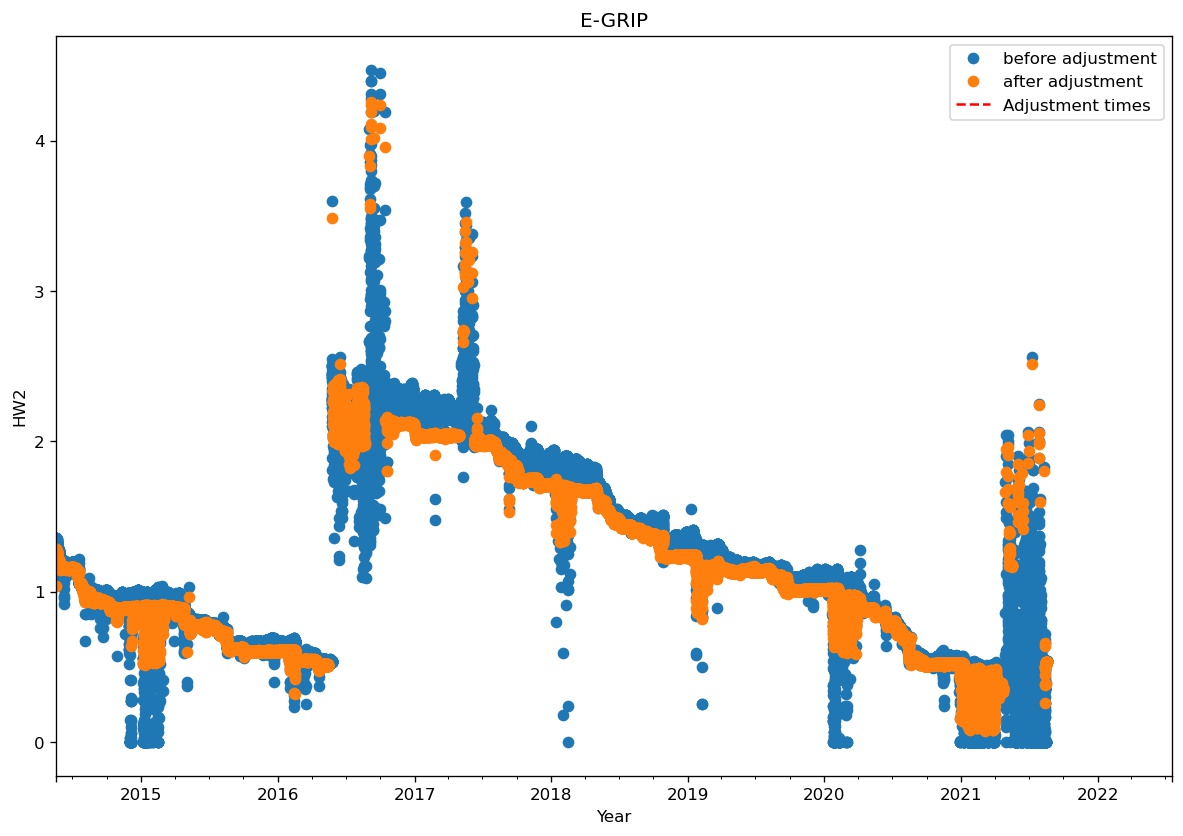 E-GRIP
before adjustment
after adjustment
Adjustment times
HW2
4
3
2
1
0
2015 2016 2017 2018 2019 2020 2021 2022
Year